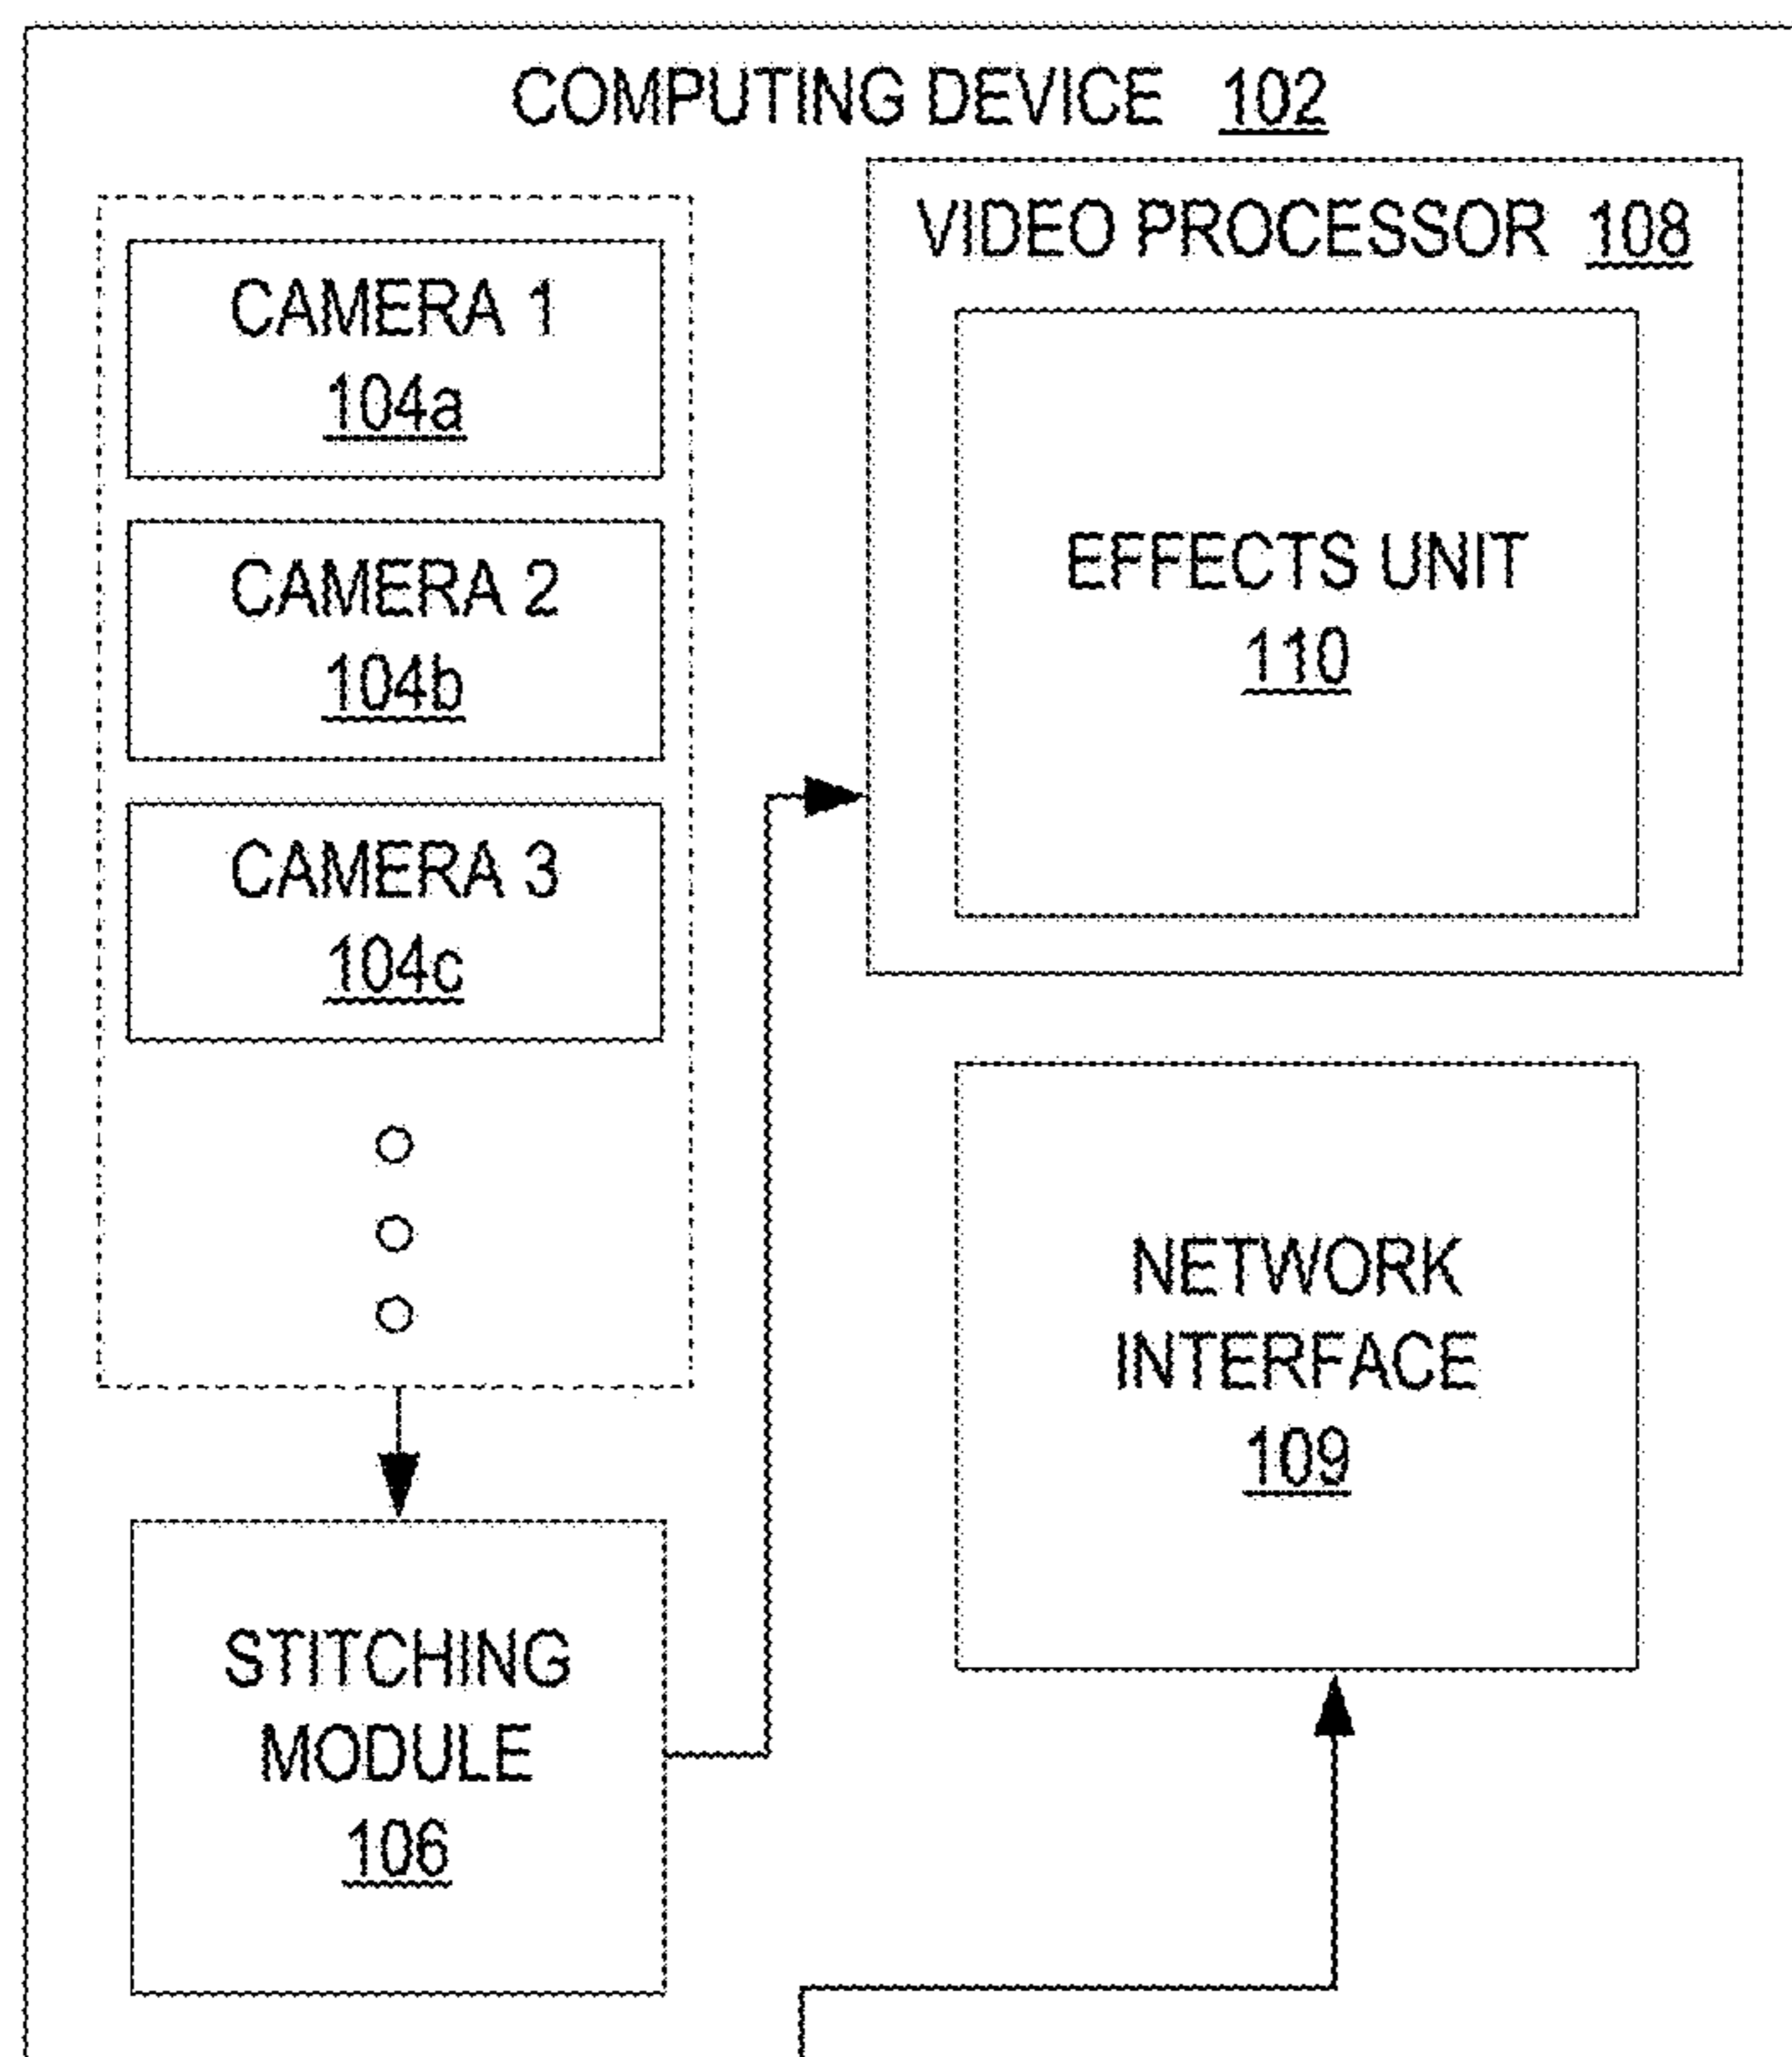 COMPUTING DEVICE 102
CAMERA 1
104a
CAMERA 2
104b
CAMERA 3
104c
STITCHING
MODULE
106
VIDEO PROCESSOR 108
EFFECTS UNIT
110
NETWORK
INTERFACE
109